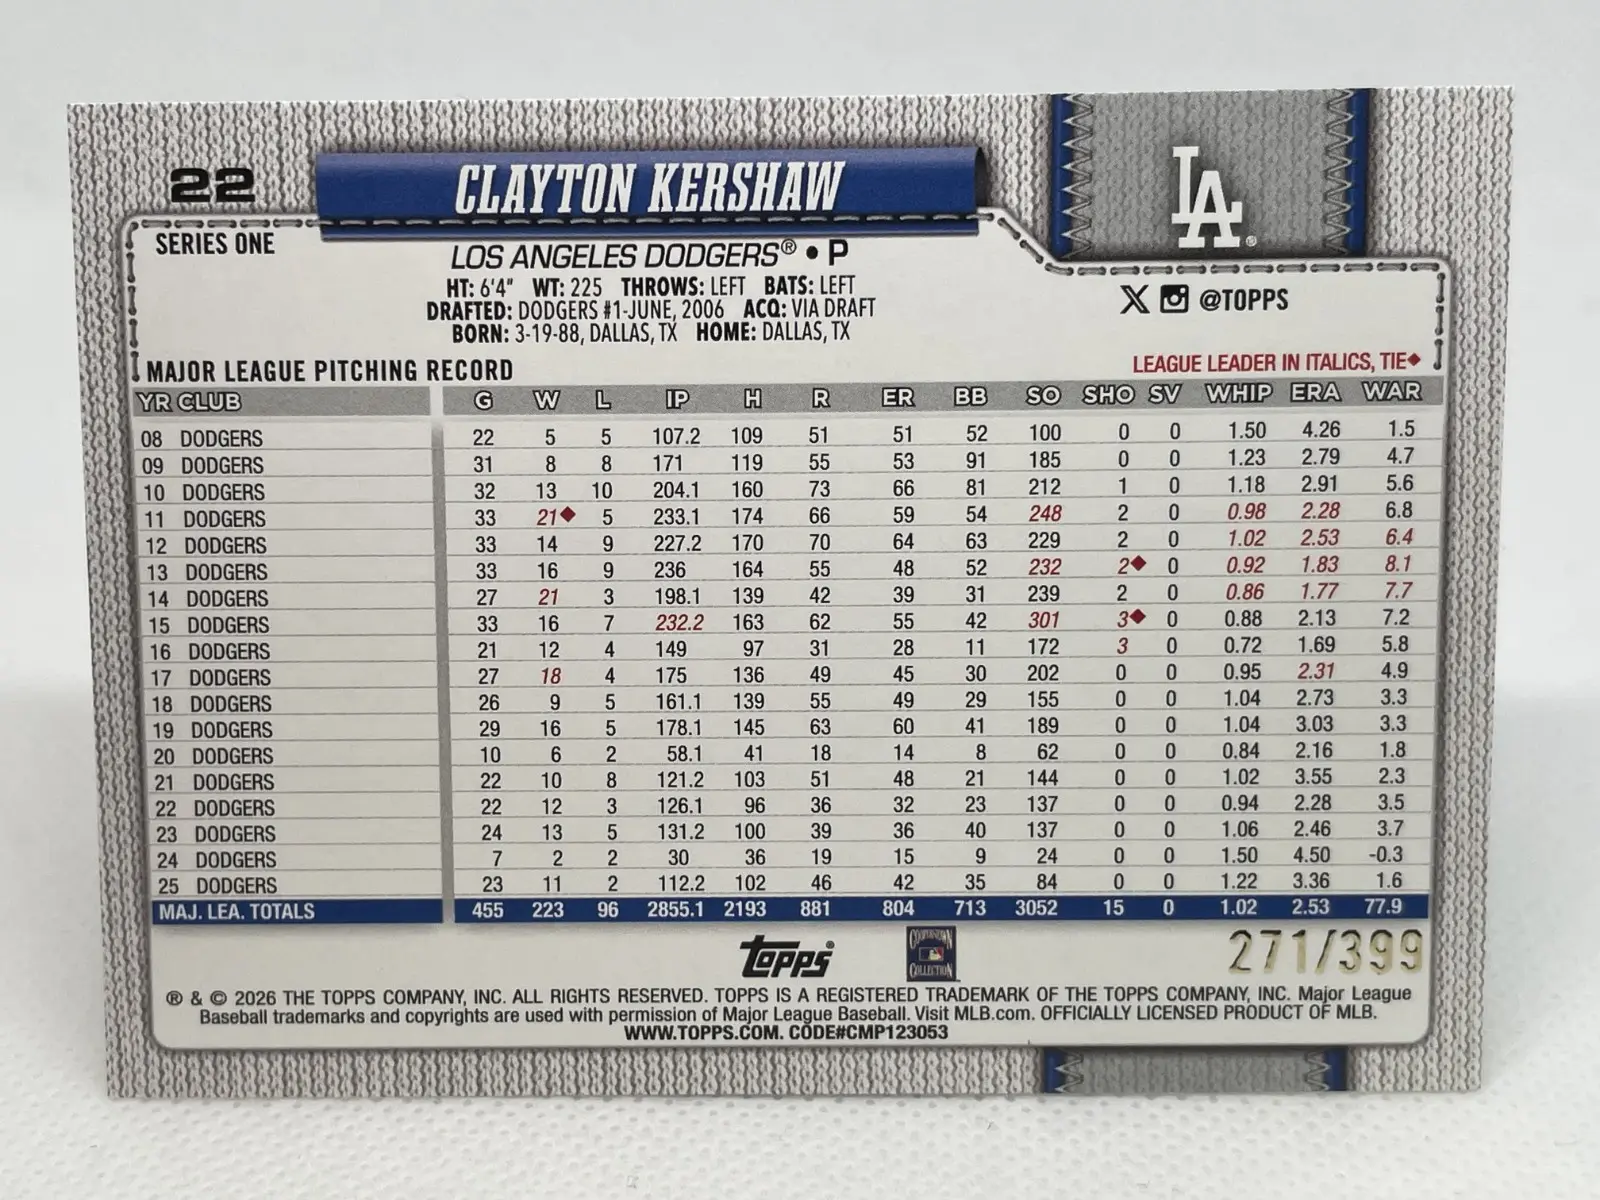 22
CLAYTON KERSHAW
LA®
SERIES ONE
LOS ANGELES DODGERS® • P
HT: 6'4" WT: 225 THROWS: LEFT BATS: LEFT
DRAFTED: DODGERS #1-JUNE, 2006 ACQ: VIA DRAFT
BORN: 3-19-88, DALLAS, TX HOME: DALLAS, TX
X @TOPPS
MAJOR LEAGUE PITCHING RECORD
LEAGUE LEADER IN ITALICS, TIE◆
YR CLUB G W L IP H R ER BB SO SHO SV WHIP ERA WAR
08 DODGERS 22 5 5 107.2 109 51 51 52 100 0 0 1.50 4.26 1.5
09 DODGERS 31 8 8 171 119 55 53 91 185 0 0 1.23 2.79 4.7
10 DODGERS 32 13 10 204.1 160 73 66 81 212 1 0 1.18 2.91 5.6
11 DODGERS 33 21◆ 5 233.1 174 66 59 54 248 2 0 0.98 2.28 6.8
12 DODGERS 33 14 9 227.2 170 70 64 63 229 2 0 1.02 2.53 6.4
13 DODGERS 33 16 9 236 164 55 48 52 232 2◆ 0 0.92 1.83 8.1
14 DODGERS 27 21 3 198.1 139 42 39 31 239 2 0 0.86 1.77 7.7
15 DODGERS 33 16 7 232.2 163 62 55 42 301 3◆ 0 0.88 2.13 7.2
16 DODGERS 21 12 4 149 97 31 28 11 172 3 0 0.72 1.69 5.8
17 DODGERS 27 18 4 175 136 49 45 30 202 0 0 0.95 2.31 4.9
18 DODGERS 26 9 5 161.1 139 55 49 29 155 0 0 1.04 2.73 3.3
19 DODGERS 29 16 5 178.1 145 63 60 41 189 0 0 1.04 3.03 3.3
20 DODGERS 10 6 2 58.1 41 18 14 8 62 0 0 0.84 2.16 1.8
21 DODGERS 22 10 8 121.2 103 51 48 21 144 0 0 1.02 3.55 2.3
22 DODGERS 22 12 3 126.1 96 36 32 23 137 0 0 0.94 2.28 3.5
23 DODGERS 24 13 5 131.2 100 39 36 40 137 0 0 1.06 2.46 3.7
24 DODGERS 7 2 2 30 36 19 15 9 24 0 0 1.50 4.50 -0.3
25 DODGERS 23 11 2 112.2 102 46 42 35 84 0 0 1.22 3.36 1.6
MAJ. LEA. TOTALS 455 223 96 2855.1 2193 881 804 713 3052 15 0 1.02 2.53 77.9
Topps
COOPERSTOWN
COLLECTION
271/399
® & © 2026 THE TOPPS COMPANY, INC. ALL RIGHTS RESERVED. TOPPS IS A REGISTERED TRADEMARK OF THE TOPPS COMPANY, INC. Major League
Baseball trademarks and copyrights are used with permission of Major League Baseball. Visit MLB.com. OFFICIALLY LICENSED PRODUCT OF MLB.
WWW.TOPPS.COM. CODE#CMP123053